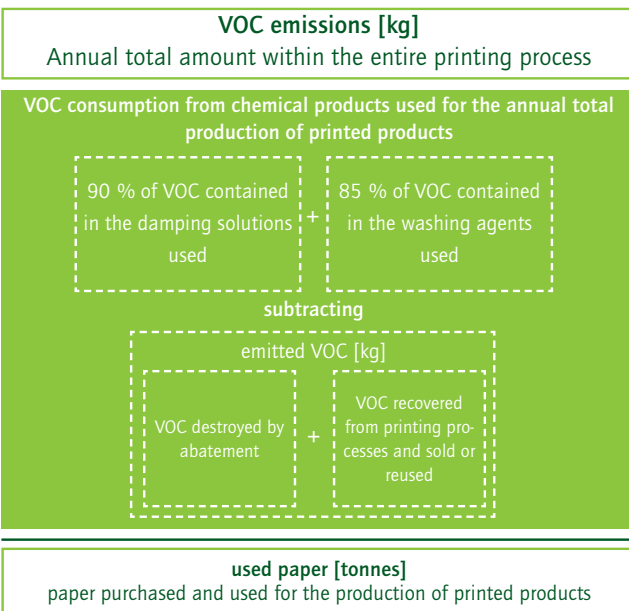 VOC emissions [kg]
Annual total amount within the entire printing process
VOC consumption from chemical products used for the annual total
production of printed products
90 % of VOC contained
in the damping solutions
used
+
85 % of VOC contained
in the washing agents
used
subtracting
emitted VOC [kg]
VOC destroyed by
abatement
+
VOC recovered
from printing pro-
cesses and sold or
reused
used paper [tonnes]
paper purchased and used for the production of printed products